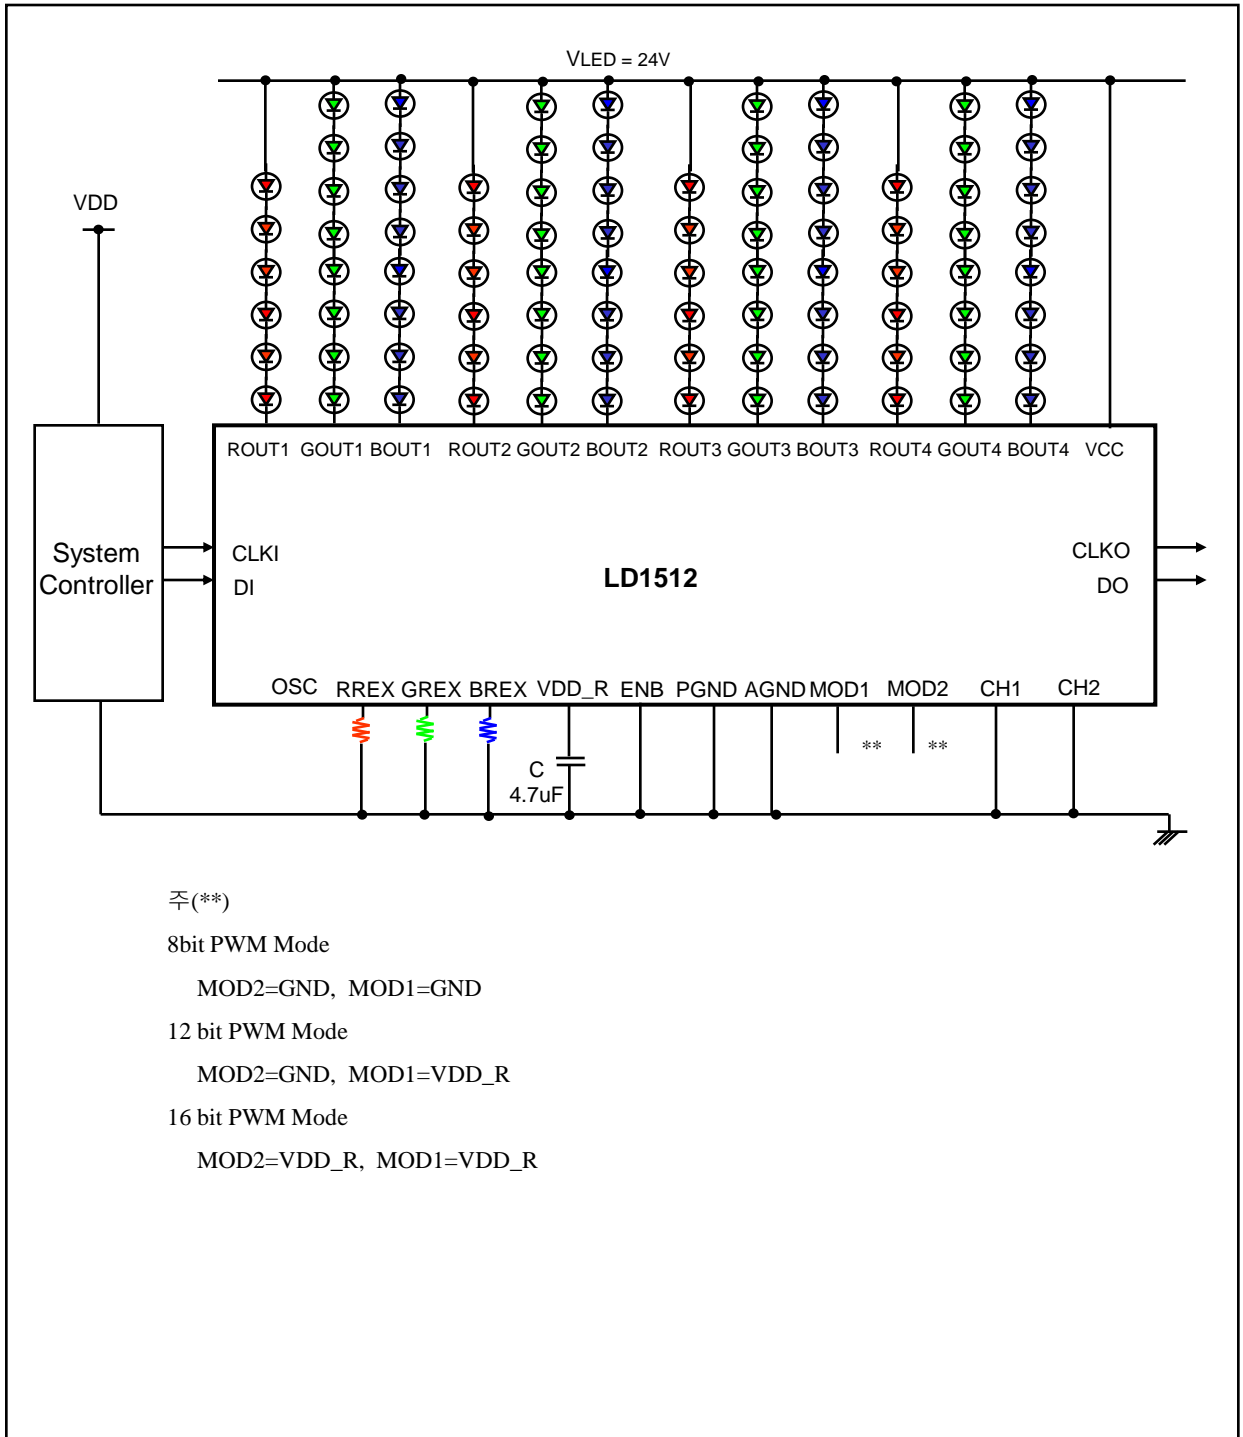 VLED = 24V
VDD
ROUT1 GOUT1 BOUT1 ROUT2 GOUT2 BOUT2 ROUT3 GOUT3 BOUT3 ROUT4 GOUT4 BOUT4 VCC
System
Controller
CLKI
DI
LD1512
CLKO
DO
OSC RREX GREX BREX VDD_R ENB PGND AGND MOD1 MOD2 CH1 CH2
** **
C
4.7uF
주(**)
8bit PWM Mode
MOD2=GND, MOD1=GND
12 bit PWM Mode
MOD2=GND, MOD1=VDD_R
16 bit PWM Mode
MOD2=VDD_R, MOD1=VDD_R